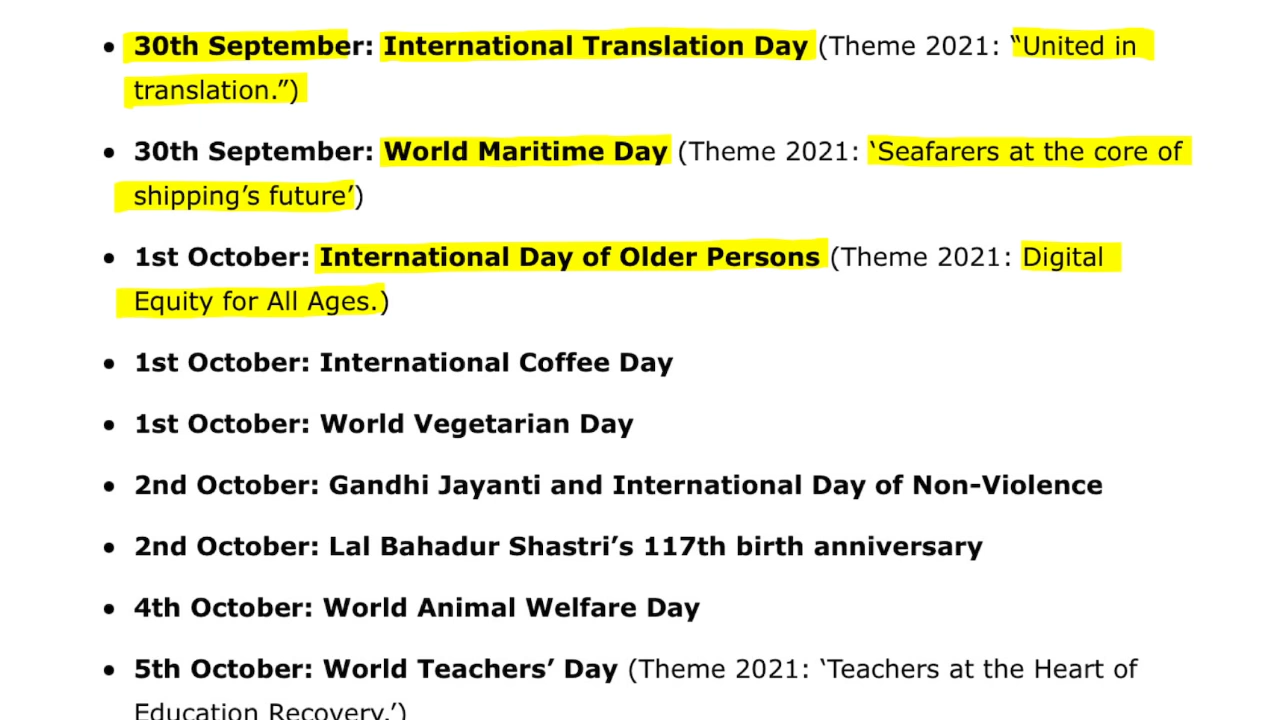 • 30th September: International Translation Day (Theme 2021: “United in
translation.”)
• 30th September: World Maritime Day (Theme 2021: ‘Seafarers at the core of
shipping’s future’)
• 1st October: International Day of Older Persons (Theme 2021: Digital
Equity for All Ages.)
• 1st October: International Coffee Day
• 1st October: World Vegetarian Day
• 2nd October: Gandhi Jayanti and International Day of Non-Violence
• 2nd October: Lal Bahadur Shastri’s 117th birth anniversary
• 4th October: World Animal Welfare Day
• 5th October: World Teachers’ Day (Theme 2021: ‘Teachers at the Heart of
Education Recovery.’)